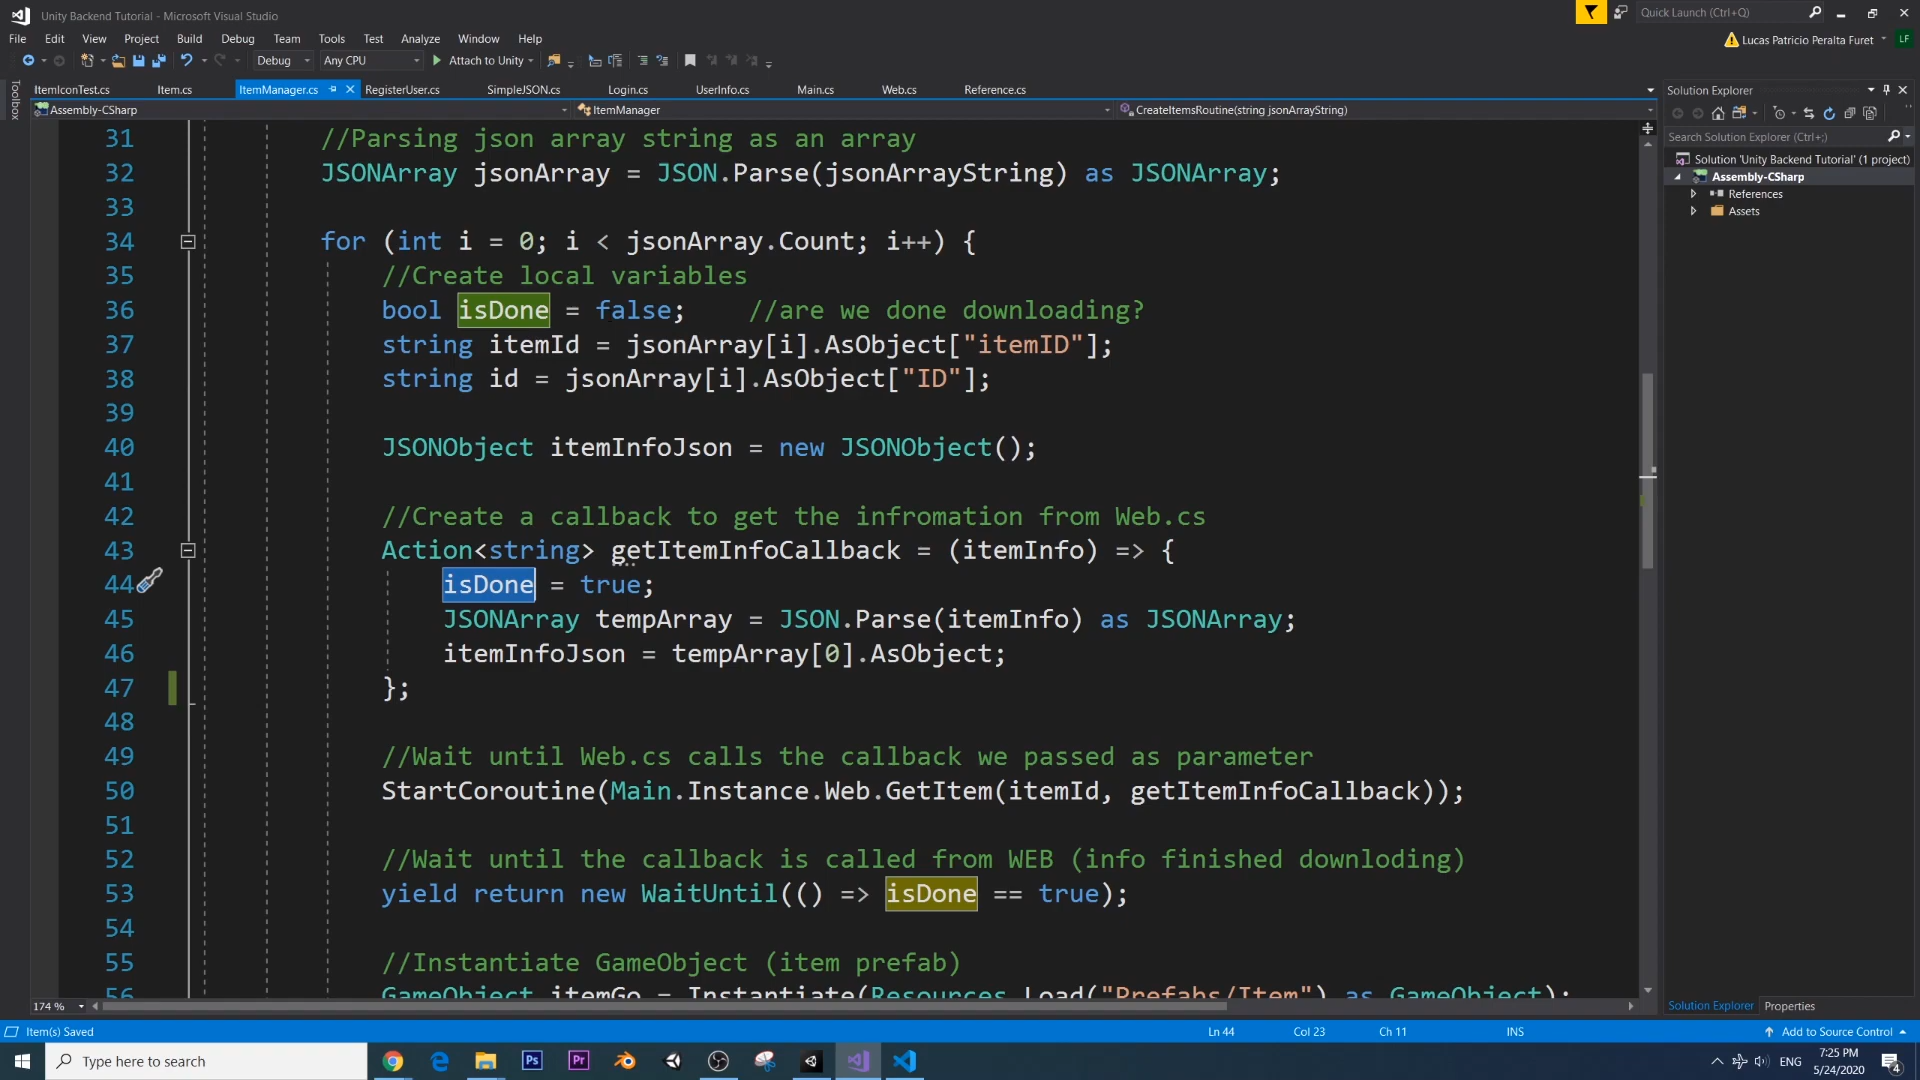 Unity Backend Tutorial - Microsoft Visual Studio
Quick Launch (Ctrl+Q)
File Edit View Project Build Debug Team Tools Test Analyze Window Help
Lucas Patricio Peralta Furet LF
Debug Any CPU Attach to Unity
Toolbox
ItemIconTest.cs Item.cs ItemManager.cs RegisterUser.cs SimpleJSON.cs Login.cs UserInfo.cs Main.cs Web.cs Reference.cs
Assembly-CSharp ItemManager CreateItemsRoutine(string jsonArrayString)
31 //Parsing json array string as an array
32 JSONArray jsonArray = JSON.Parse(jsonArrayString) as JSONArray;
33
34 for (int i = 0; i < jsonArray.Count; i++) {
35 //Create local variables
36 bool isDone = false; //are we done downloading?
37 string itemId = jsonArray[i].AsObject["itemID"];
38 string id = jsonArray[i].AsObject["ID"];
39
40 JSONObject itemInfoJson = new JSONObject();
41
42 //Create a callback to get the infromation from Web.cs
43 Action<string> getItemInfoCallback = (itemInfo) => {
44 isDone = true;
45 JSONArray tempArray = JSON.Parse(itemInfo) as JSONArray;
46 itemInfoJson = tempArray[0].AsObject;
47 };
48
49 //Wait until Web.cs calls the callback we passed as parameter
50 StartCoroutine(Main.Instance.Web.GetItem(itemId, getItemInfoCallback));
51
52 //Wait until the callback is called from WEB (info finished downloding)
53 yield return new WaitUntil(() => isDone == true);
54
55 //Instantiate GameObject (item prefab)
56 GameObject itemGo = Instantiate(Resources.Load("Prefabs/Item") as GameObject);
174 %
Solution Explorer
Search Solution Explorer (Ctrl+;)
Solution 'Unity Backend Tutorial' (1 project)
Assembly-CSharp
References
Assets
Solution Explorer Properties
Item(s) Saved
Ln 44 Col 23 Ch 11 INS
Add to Source Control
Type here to search
Ps
Pr
ENG
7:25 PM
5/24/2020
4